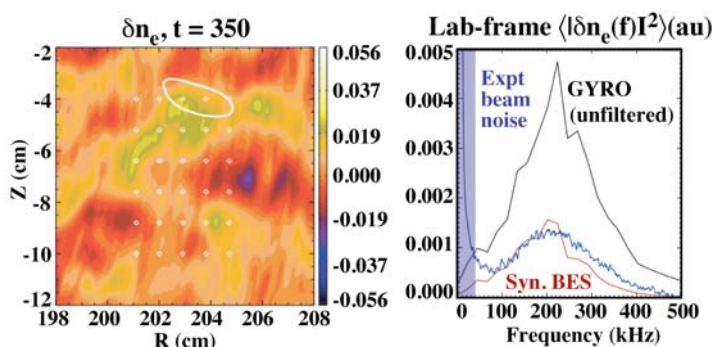 δnₑ, t = 350
-2
-4
-6
-8
-10
-12
Z (cm)
198 200 202 204 206 208
R (cm)
0.056
0.037
0.019
0.000
-0.019
-0.037
-0.056
Lab-frame ⟨|δnₑ(f)I²⟩(au)
0.005
0.004
0.003
0.002
0.001
0.000
Expt
beam
noise
GYRO
(unfiltered)
Syn. BES
0 100 200 300 400 500
Frequency (kHz)